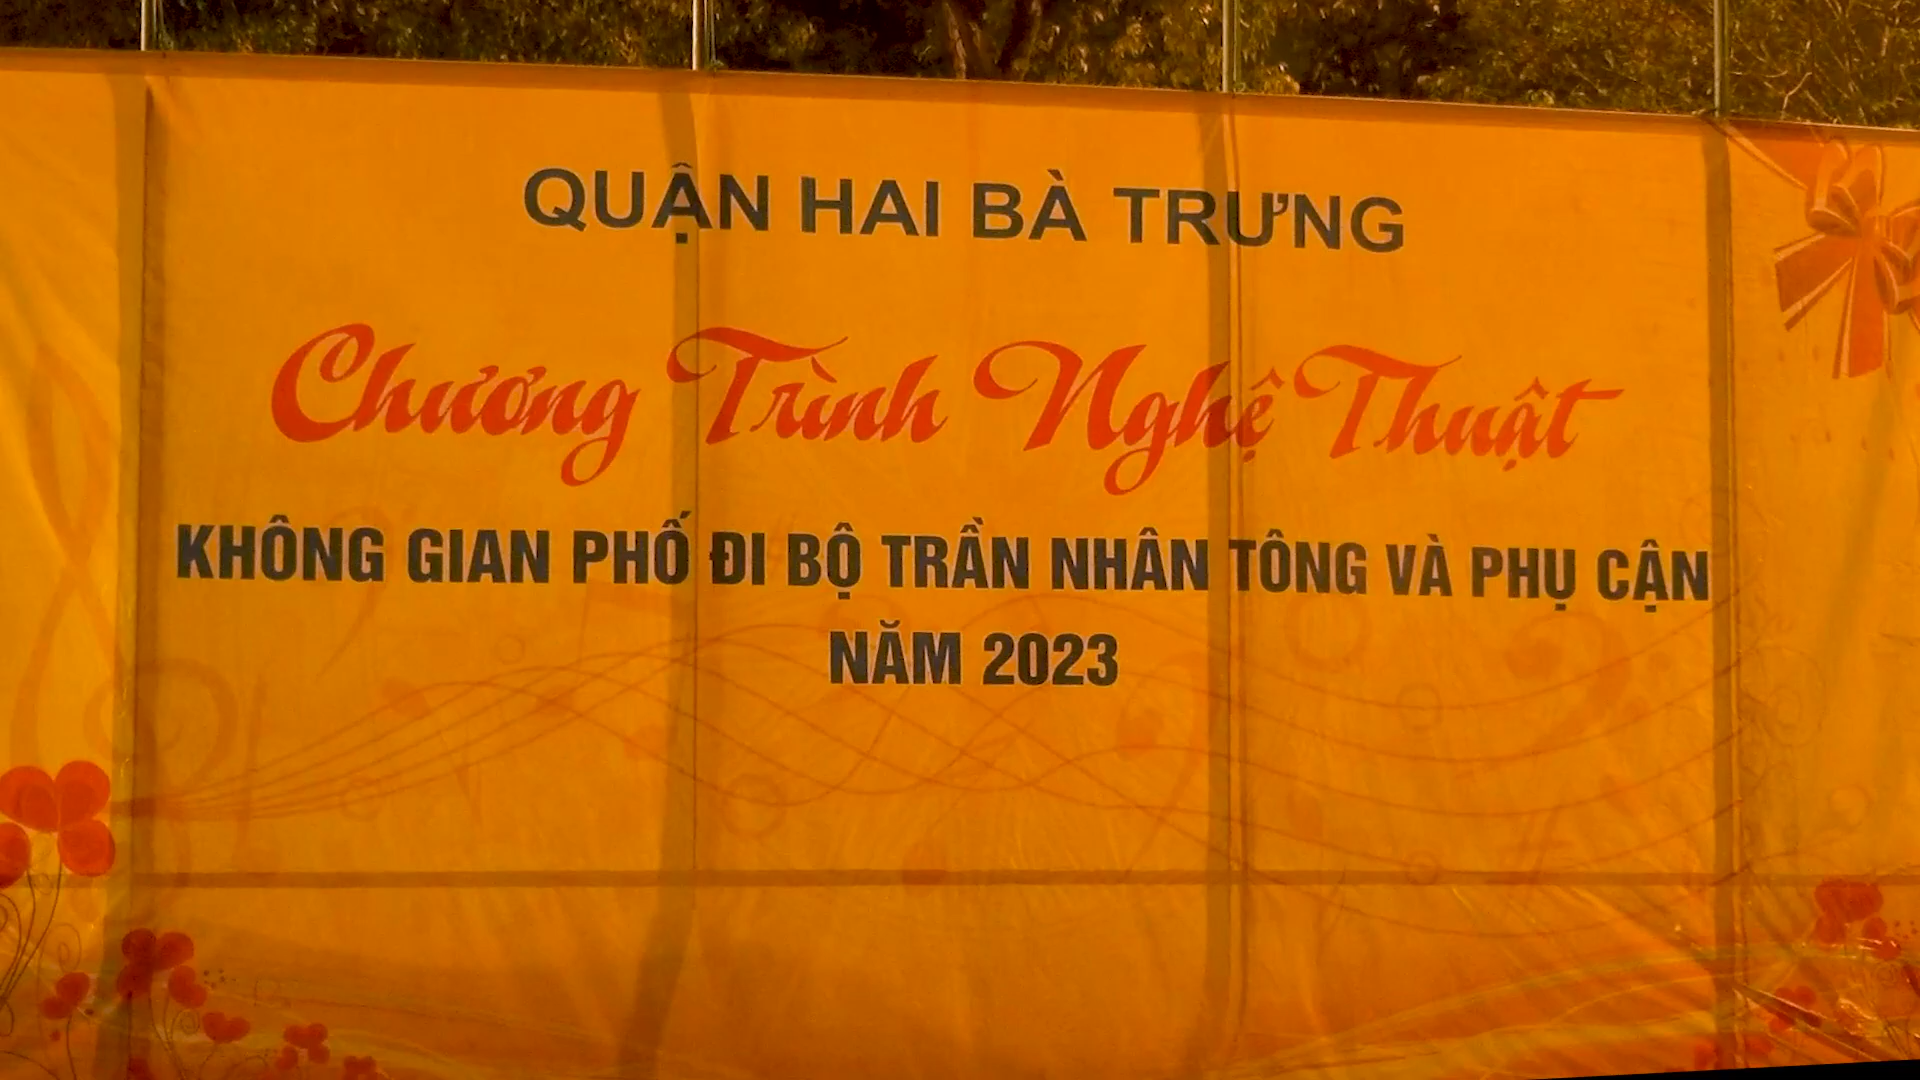 QUẬN HAI BÀ TRƯNG
Chương Trình Nghệ Thuật
KHÔNG GIAN PHỐ ĐI BỘ TRẦN NHÂN TÔNG VÀ PHỤ CẬN
NĂM 2023